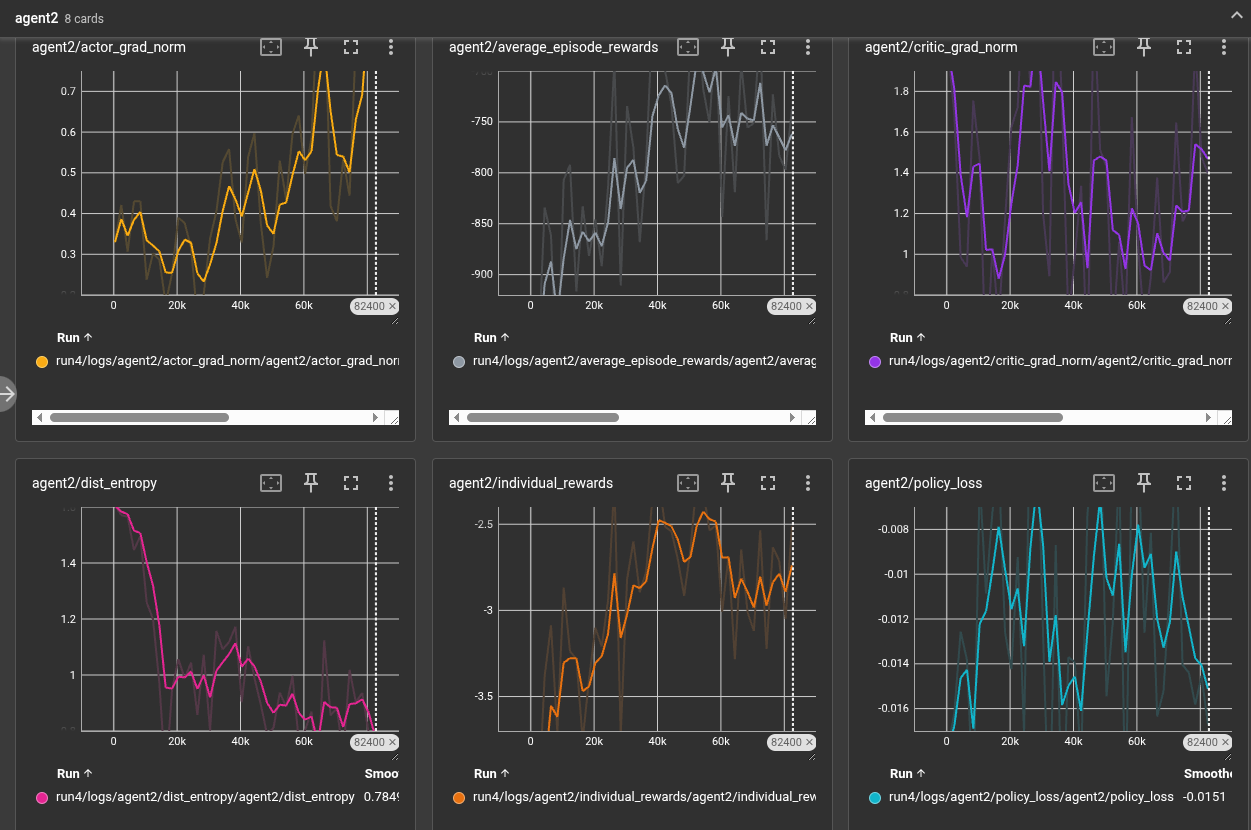 agent2 8 cards
agent2/actor_grad_norm
0.7
0.6
0.5
0.4
0.3
0 20k 40k 60k 82400
Run ↑
run4/logs/agent2/actor_grad_norm/agent2/actor_grad_nor
agent2/average_episode_rewards
-750
-800
-850
-900
0 20k 40k 60k 82400
Run ↑
run4/logs/agent2/average_episode_rewards/agent2/averag
agent2/critic_grad_norm
1.8
1.6
1.4
1.2
1
0 20k 40k 60k 82400
Run ↑
run4/logs/agent2/critic_grad_norm/agent2/critic_grad_norr
agent2/dist_entropy
1.4
1.2
1
0 20k 40k 60k 82400
Run ↑ Smoo
run4/logs/agent2/dist_entropy/agent2/dist_entropy 0.7849
agent2/individual_rewards
-2.5
-3
-3.5
0 20k 40k 60k 82400
Run ↑
run4/logs/agent2/individual_rewards/agent2/individual_rew
agent2/policy_loss
-0.008
-0.01
-0.012
-0.014
-0.016
0 20k 40k 60k 82400
Run ↑ Smoothe
run4/logs/agent2/policy_loss/agent2/policy_loss -0.0151